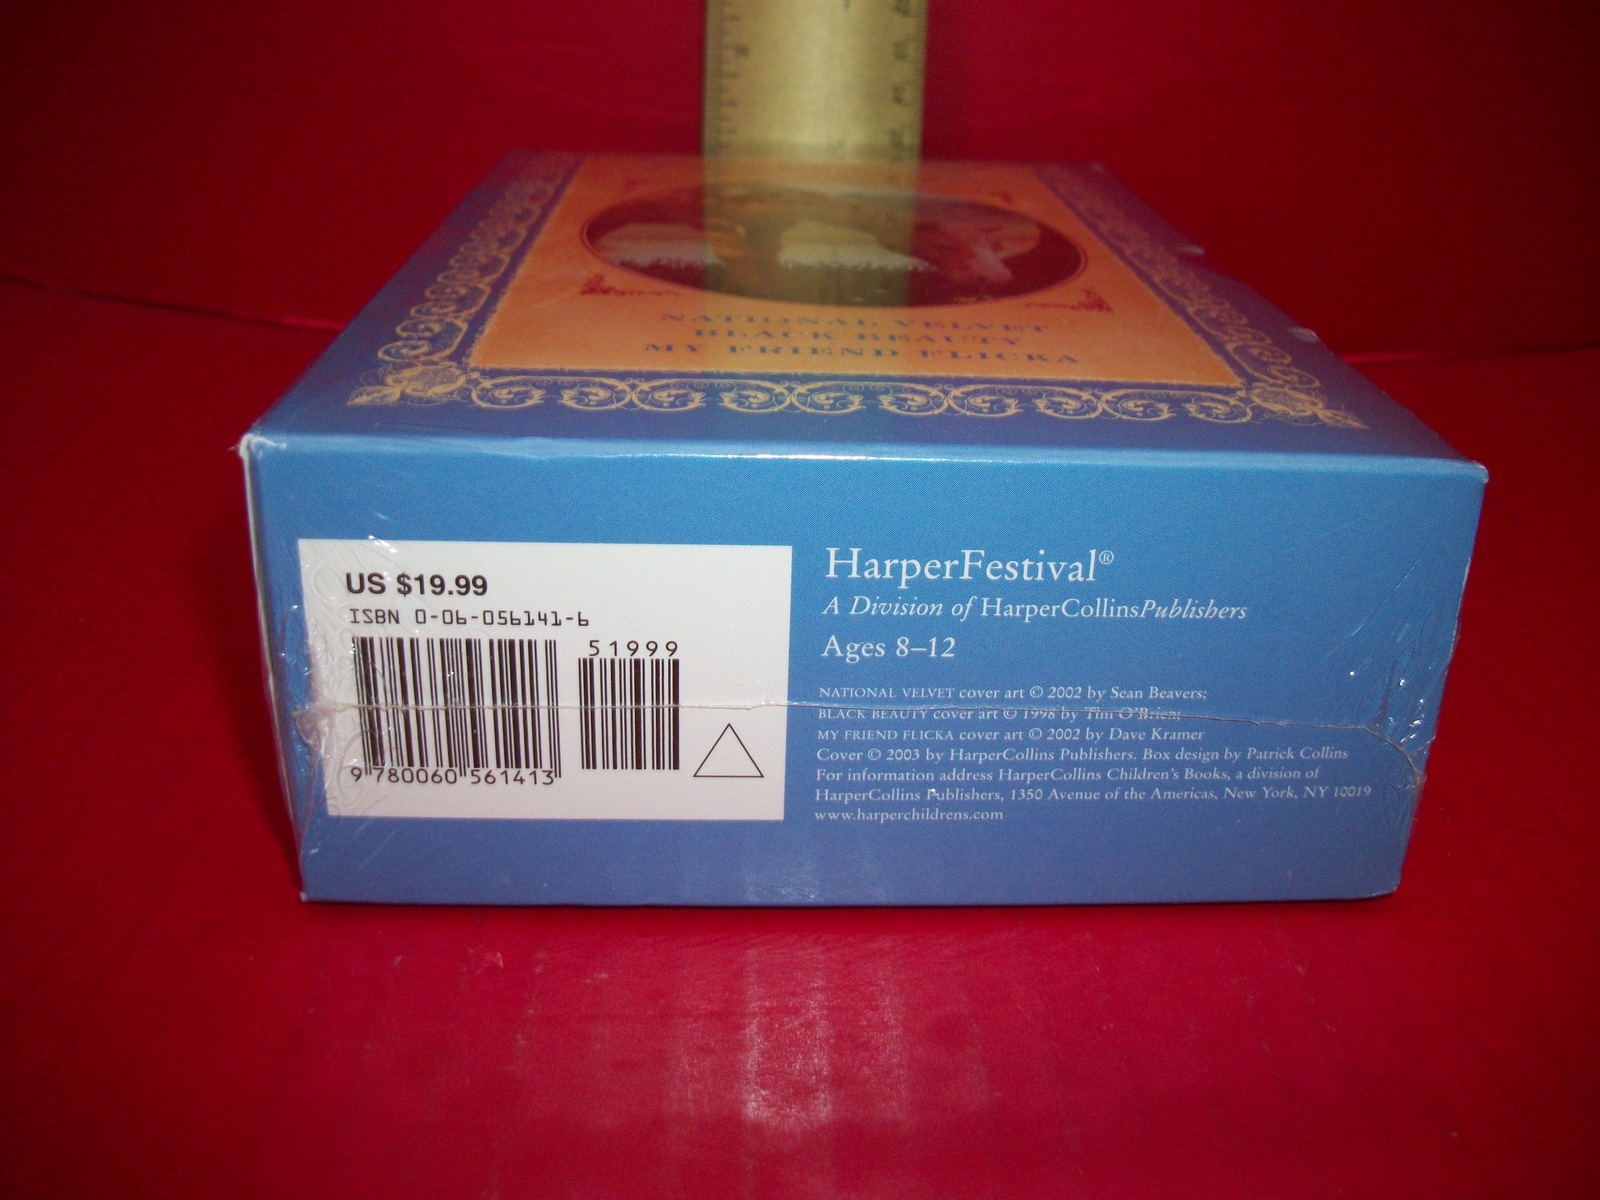 NATIONAL VELVET
BLACK BEAUTY
MY FRIEND FLICKA
US $19.99
ISBN 0-06-056141-6
51999
9 780060 561413
HarperFestival®
A Division of HarperCollinsPublishers
Ages 8–12
NATIONAL VELVET cover art © 2002 by Sean Beavers;
BLACK BEAUTY cover art © 1998 by Tim O'Brien;
MY FRIEND FLICKA cover art © 2002 by Dave Kramer
Cover © 2003 by HarperCollins Publishers. Box design by Patrick Collins
For information address HarperCollins Children's Books, a division of
HarperCollins Publishers, 1350 Avenue of the Americas, New York, NY 10019
www.harperchildrens.com